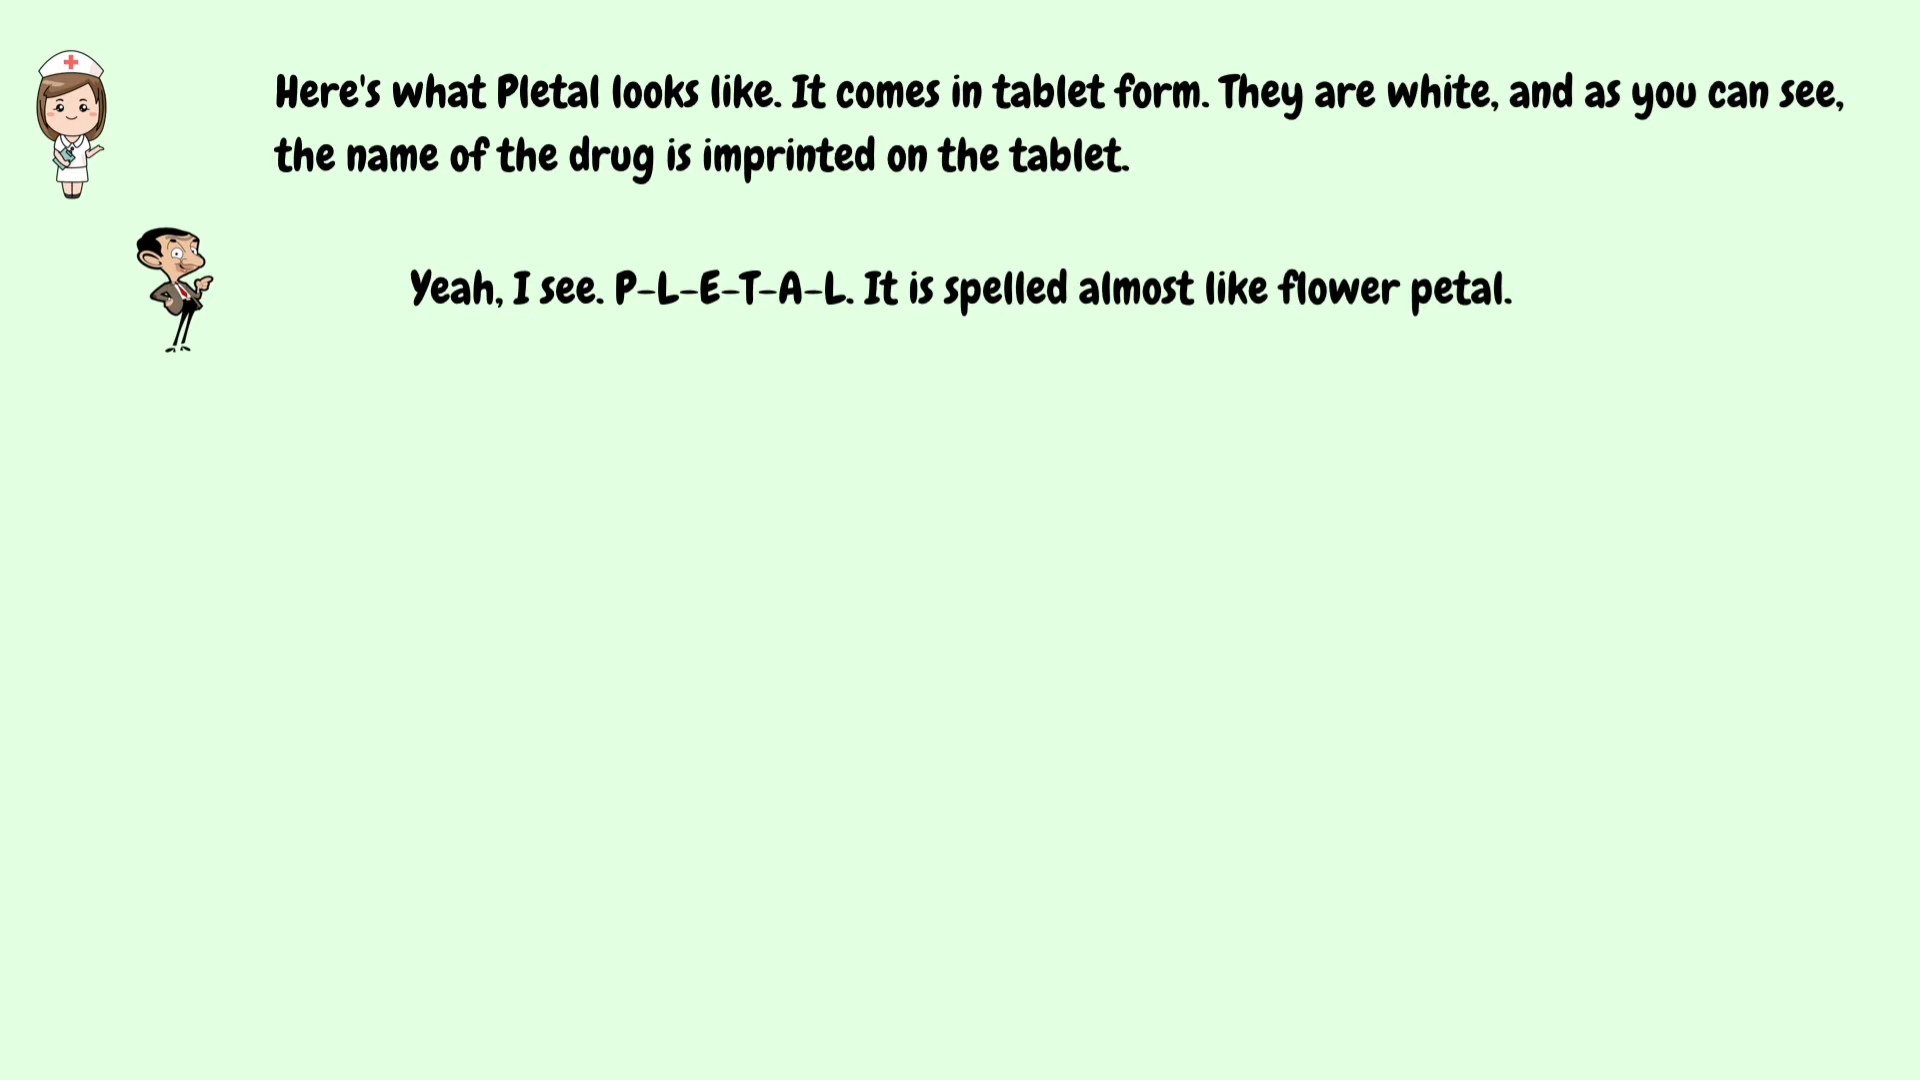 Here's what Pletal looks like. It comes in tablet form. They are white, and as you can see,
the name of the drug is imprinted on the tablet.
Yeah, I see. P-L-E-T-A-L. It is spelled almost like flower petal.